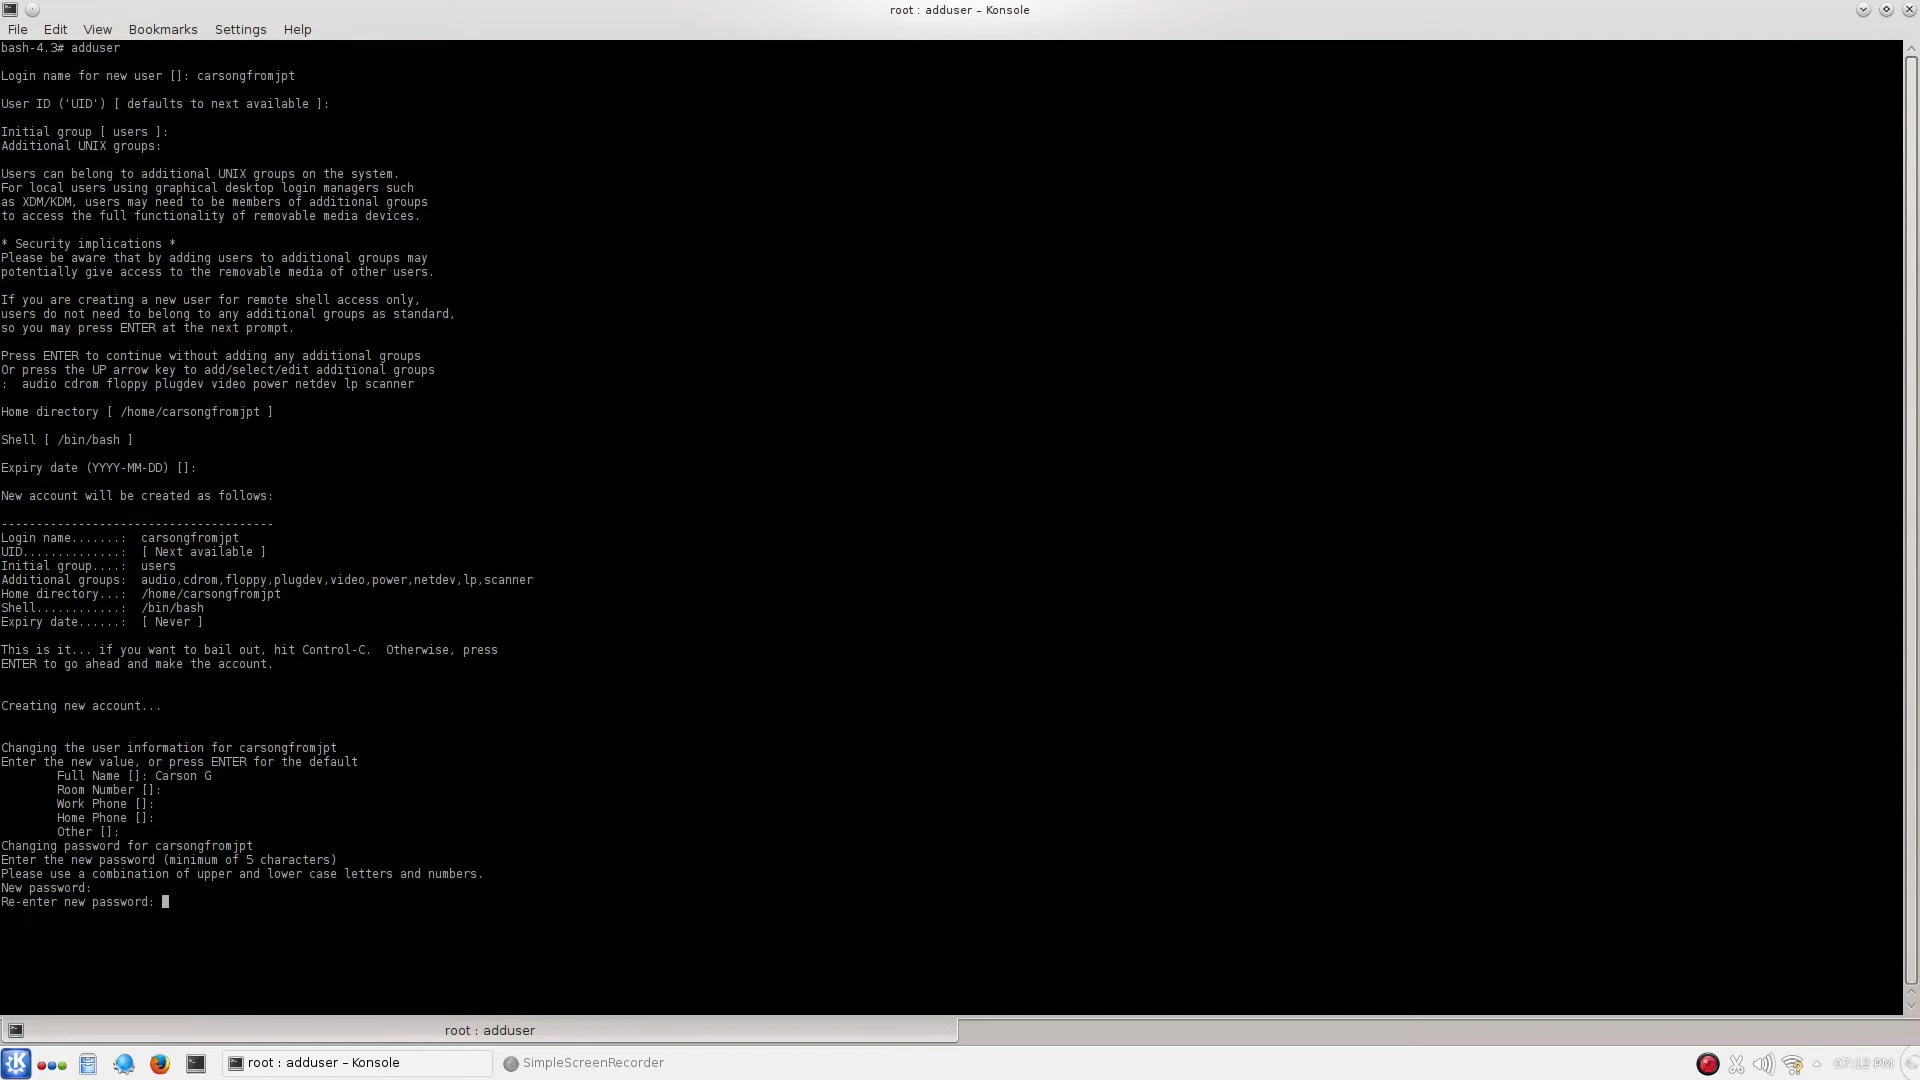 root : adduser – Konsole
File Edit View Bookmarks Settings Help
bash-4.3# adduser
Login name for new user []: carsongfromjpt
User ID ('UID') [ defaults to next available ]:
Initial group [ users ]:
Additional UNIX groups:
Users can belong to additional UNIX groups on the system.
For local users using graphical desktop login managers such
as XDM/KDM, users may need to be members of additional groups
to access the full functionality of removable media devices.
* Security implications *
Please be aware that by adding users to additional groups may
potentially give access to the removable media of other users.
If you are creating a new user for remote shell access only,
users do not need to belong to any additional groups as standard,
so you may press ENTER at the next prompt.
Press ENTER to continue without adding any additional groups
Or press the UP arrow key to add/select/edit additional groups
:  audio cdrom floppy plugdev video power netdev lp scanner
Home directory [ /home/carsongfromjpt ]
Shell [ /bin/bash ]
Expiry date (YYYY-MM-DD) []:
New account will be created as follows:
---------------------------------------
Login name.......:  carsongfromjpt
UID..............:  [ Next available ]
Initial group....:  users
Additional groups:  audio,cdrom,floppy,plugdev,video,power,netdev,lp,scanner
Home directory...:  /home/carsongfromjpt
Shell............:  /bin/bash
Expiry date......:  [ Never ]
This is it... if you want to bail out, hit Control-C.  Otherwise, press
ENTER to go ahead and make the account.
Creating new account...
Changing the user information for carsongfromjpt
Enter the new value, or press ENTER for the default
Full Name []: Carson G
Room Number []:
Work Phone []:
Home Phone []:
Other []:
Changing password for carsongfromjpt
Enter the new password (minimum of 5 characters)
Please use a combination of upper and lower case letters and numbers.
New password:
Re-enter new password:
root : adduser
root : adduser – Konsole SimpleScreenRecorder 07:12 PM